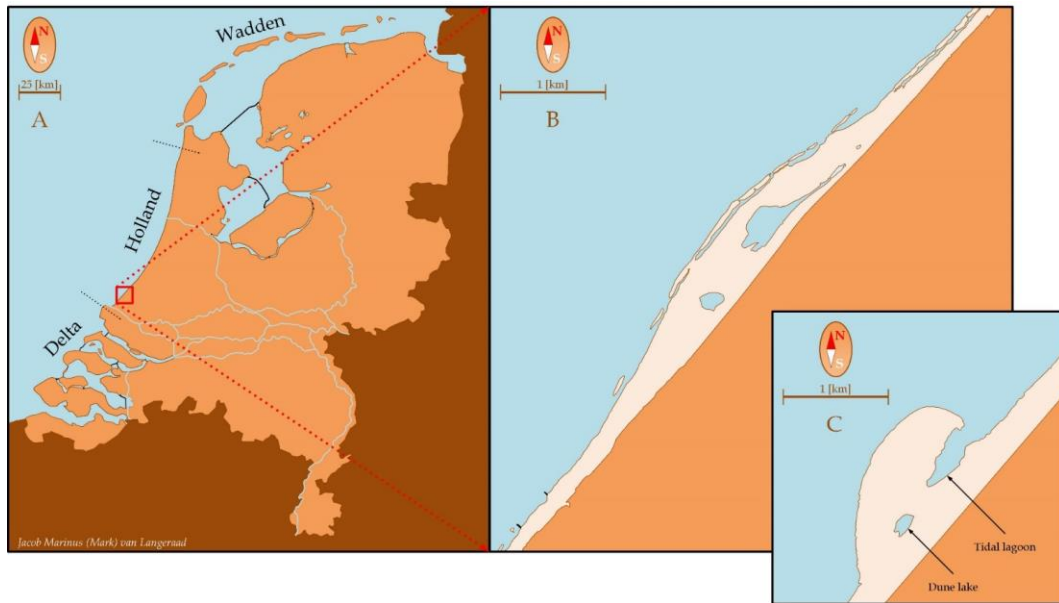 N
S
25 [km]
A
Wadden
Holland
Delta
Jacob Marinus (Mark) van Langeraad
N
S
1 [km]
B
N
S
1 [km]
C
Tidal lagoon
Dune lake